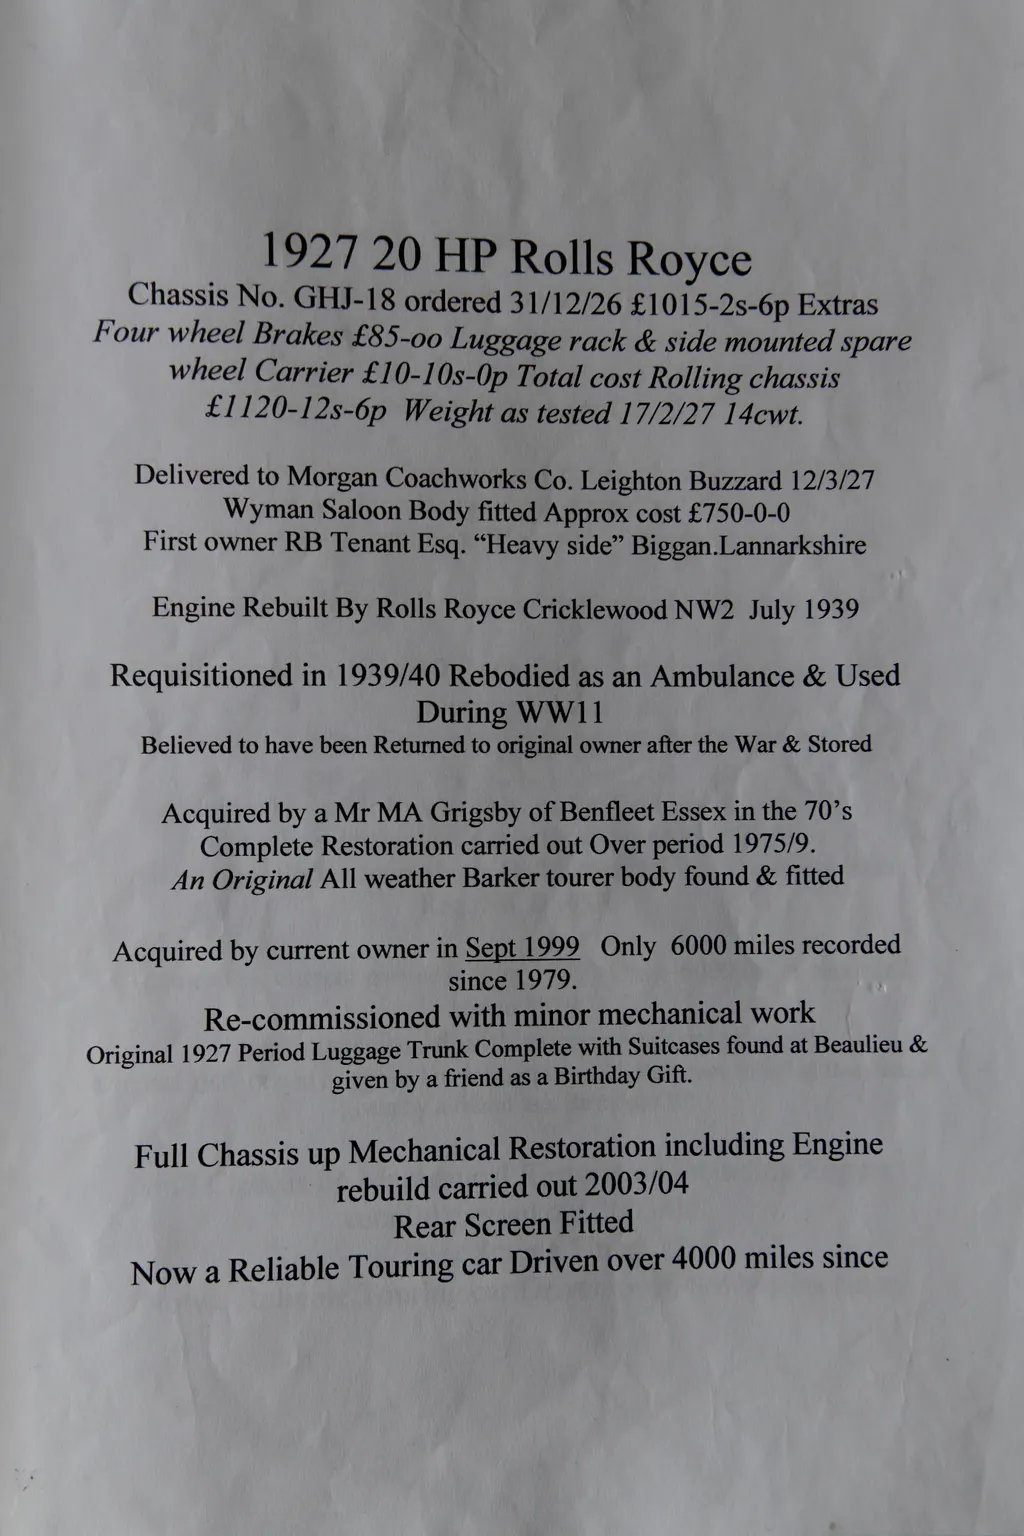 1927 20 HP Rolls Royce
Chassis No. GHJ-18 ordered 31/12/26 £1015-2s-6p Extras
Four wheel Brakes £85-oo Luggage rack & side mounted spare
wheel Carrier £10-10s-0p Total cost Rolling chassis
£1120-12s-6p Weight as tested 17/2/27 14cwt.
Delivered to Morgan Coachworks Co. Leighton Buzzard 12/3/27
Wyman Saloon Body fitted Approx cost £750-0-0
First owner RB Tenant Esq. “Heavy side” Biggan.Lannarkshire
Engine Rebuilt By Rolls Royce Cricklewood NW2 July 1939
Requisitioned in 1939/40 Rebodied as an Ambulance & Used
During WW11
Believed to have been Returned to original owner after the War & Stored
Acquired by a Mr MA Grigsby of Benfleet Essex in the 70’s
Complete Restoration carried out Over period 1975/9.
An Original All weather Barker tourer body found & fitted
Acquired by current owner in Sept 1999 Only 6000 miles recorded
since 1979.
Re-commissioned with minor mechanical work
Original 1927 Period Luggage Trunk Complete with Suitcases found at Beaulieu &
given by a friend as a Birthday Gift.
Full Chassis up Mechanical Restoration including Engine
rebuild carried out 2003/04
Rear Screen Fitted
Now a Reliable Touring car Driven over 4000 miles since